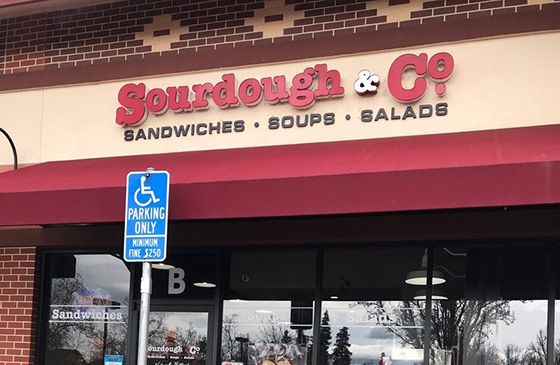 Sourdough & Co
SANDWICHES • SOUPS • SALADS
PARKING
ONLY
MINIMUM
FINE $250
B
Sandwiches
Salads
Sourdough & Co